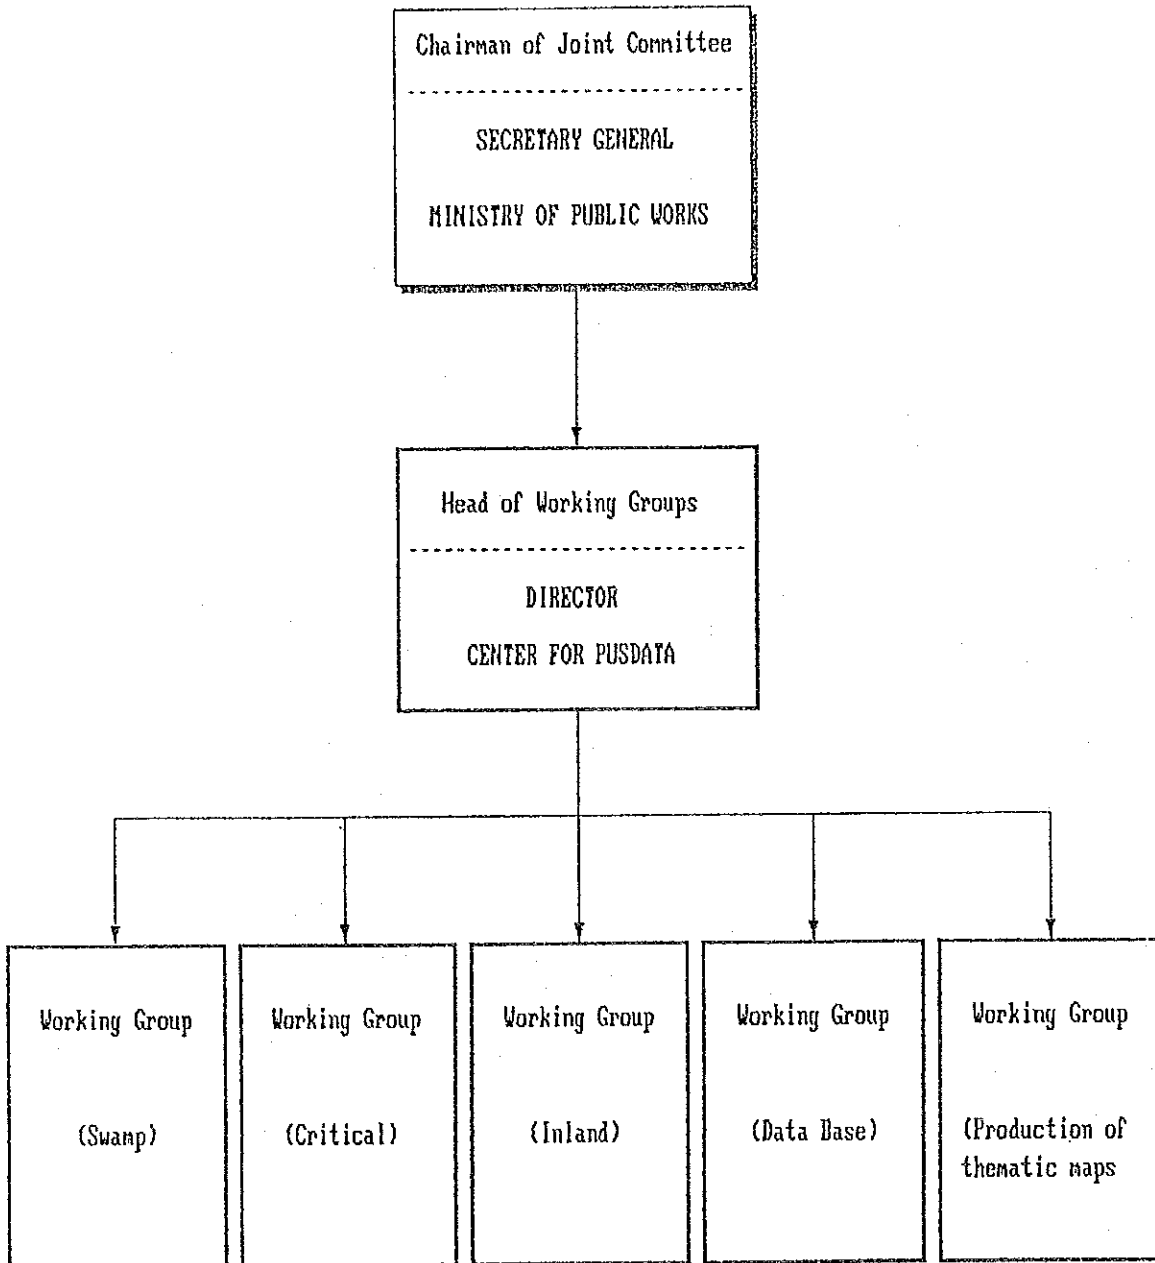 Chairman of Joint Committee
SECRETARY GENERAL
MINISTRY OF PUBLIC WORKS
Head of Working Groups
DIRECTOR
CENTER FOR PUSDATA
Working Group
(Swamp)
Working Group
(Critical)
Working Group
(Inland)
Working Group
(Data Base)
Working Group
(Production of
thematic maps